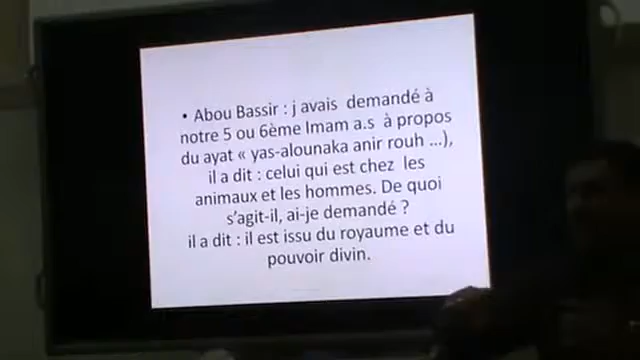 • Abou Bassir : j avais demandé à
notre 5 ou 6ème Imam a.s à propos
du ayat « yas-alounaka anir rouh ...),
il a dit : celui qui est chez les
animaux et les hommes. De quoi
s'agit-il, ai-je demandé ?
il a dit : il est issu du royaume et du
pouvoir divin.